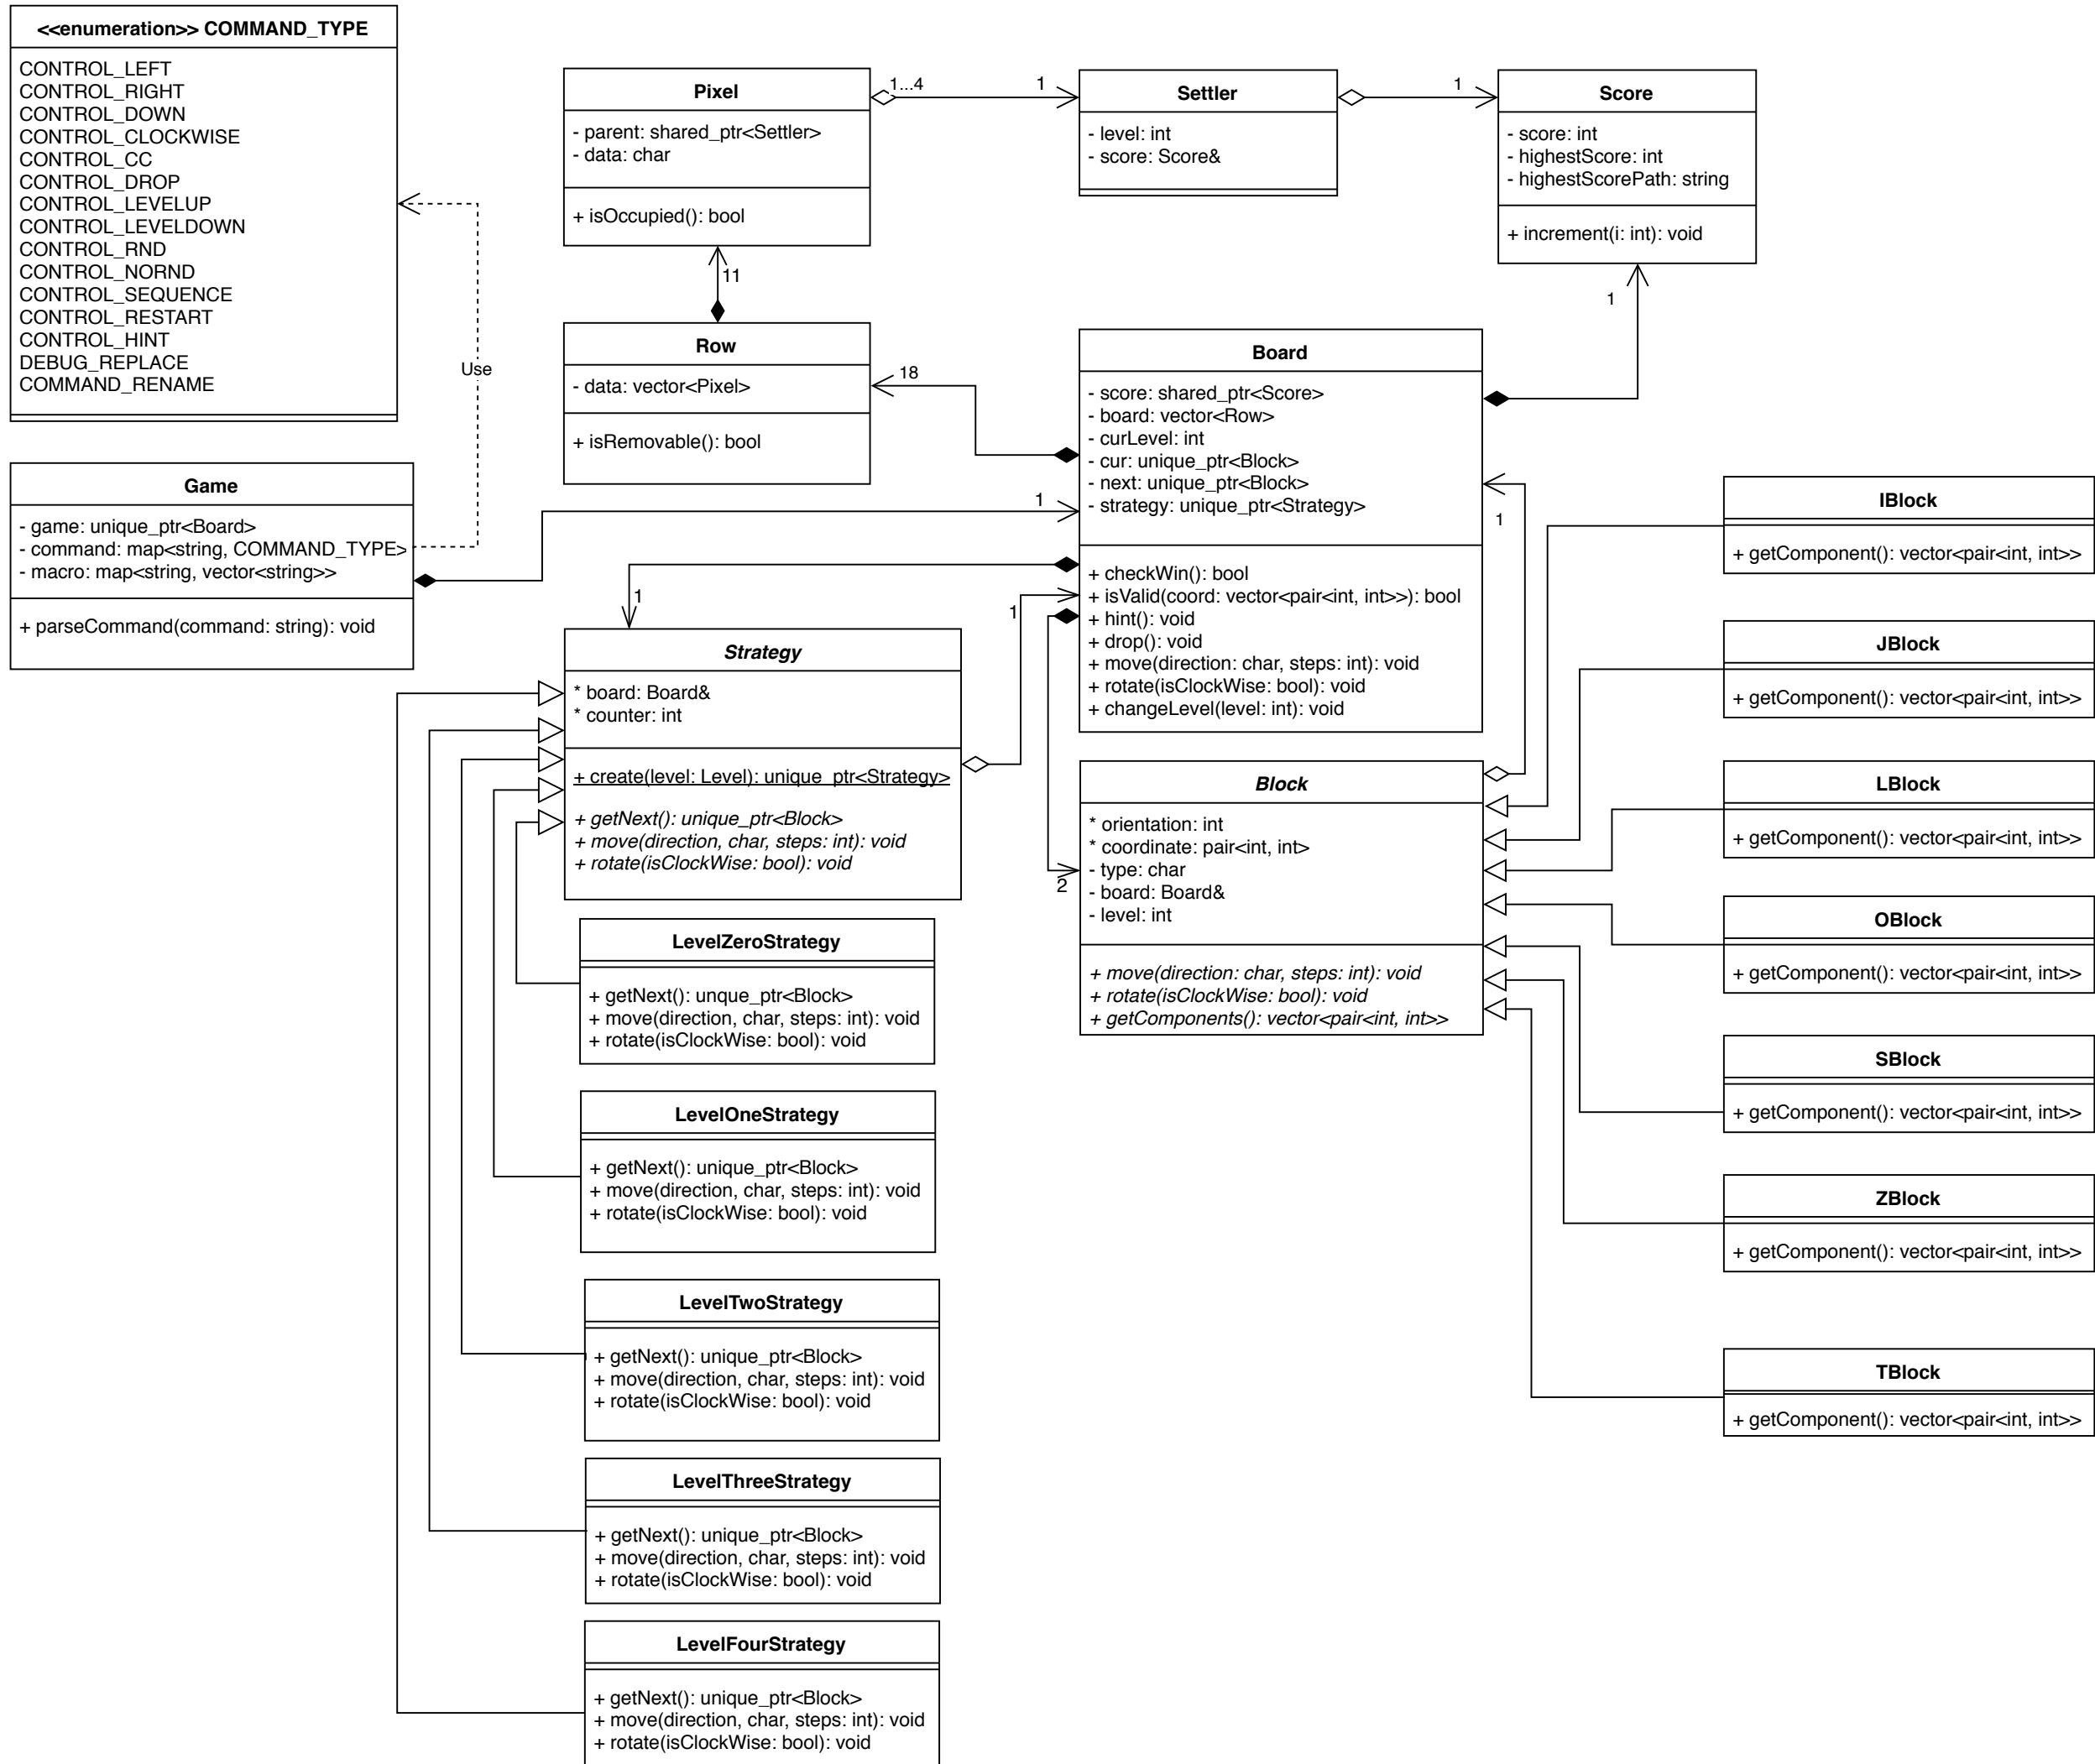 <<enumeration>> COMMAND_TYPE
CONTROL_LEFT
CONTROL_RIGHT
CONTROL_DOWN
CONTROL_CLOCKWISE
CONTROL_CC
CONTROL_DROP
CONTROL_LEVELUP
CONTROL_LEVELDOWN
CONTROL_RND
CONTROL_NORND
CONTROL_SEQUENCE
CONTROL_RESTART
CONTROL_HINT
DEBUG_REPLACE
COMMAND_RENAME
Use
Game
- game: unique_ptr<Board>
- command: map<string, COMMAND_TYPE>
- macro: map<string, vector<string>>
+ parseCommand(command: string): void
Pixel
- parent: shared_ptr<Settler>
- data: char
+ isOccupied(): bool
1...4
1
Settler
- level: int
- score: Score&
1
Score
- score: int
- highestScore: int
- highestScorePath: string
+ increment(i: int): void
11
1
Row
- data: vector<Pixel>
+ isRemovable(): bool
18
1
Board
- score: shared_ptr<Score>
- board: vector<Row>
- curLevel: int
- cur: unique_ptr<Block>
- next: unique_ptr<Block>
- strategy: unique_ptr<Strategy>
+ checkWin(): bool
+ isValid(coord: vector<pair<int, int>>): bool
+ hint(): void
+ drop(): void
+ move(direction: char, steps: int): void
+ rotate(isClockWise: bool): void
+ changeLevel(level: int): void
1
1
1
Strategy
* board: Board&
* counter: int
+ create(level: Level): unique_ptr<Strategy>
+ getNext(): unique_ptr<Block>
+ move(direction, char, steps: int): void
+ rotate(isClockWise: bool): void
2
Block
* orientation: int
* coordinate: pair<int, int>
- type: char
- board: Board&
- level: int
+ move(direction: char, steps: int): void
+ rotate(isClockWise: bool): void
+ getComponents(): vector<pair<int, int>>
LevelZeroStrategy
+ getNext(): unque_ptr<Block>
+ move(direction, char, steps: int): void
+ rotate(isClockWise: bool): void
LevelOneStrategy
+ getNext(): unique_ptr<Block>
+ move(direction, char, steps: int): void
+ rotate(isClockWise: bool): void
LevelTwoStrategy
+ getNext(): unique_ptr<Block>
+ move(direction, char, steps: int): void
+ rotate(isClockWise: bool): void
LevelThreeStrategy
+ getNext(): unique_ptr<Block>
+ move(direction, char, steps: int): void
+ rotate(isClockWise: bool): void
LevelFourStrategy
+ getNext(): unique_ptr<Block>
+ move(direction, char, steps: int): void
+ rotate(isClockWise: bool): void
IBlock
+ getComponent(): vector<pair<int, int>>
JBlock
+ getComponent(): vector<pair<int, int>>
LBlock
+ getComponent(): vector<pair<int, int>>
OBlock
+ getComponent(): vector<pair<int, int>>
SBlock
+ getComponent(): vector<pair<int, int>>
ZBlock
+ getComponent(): vector<pair<int, int>>
TBlock
+ getComponent(): vector<pair<int, int>>